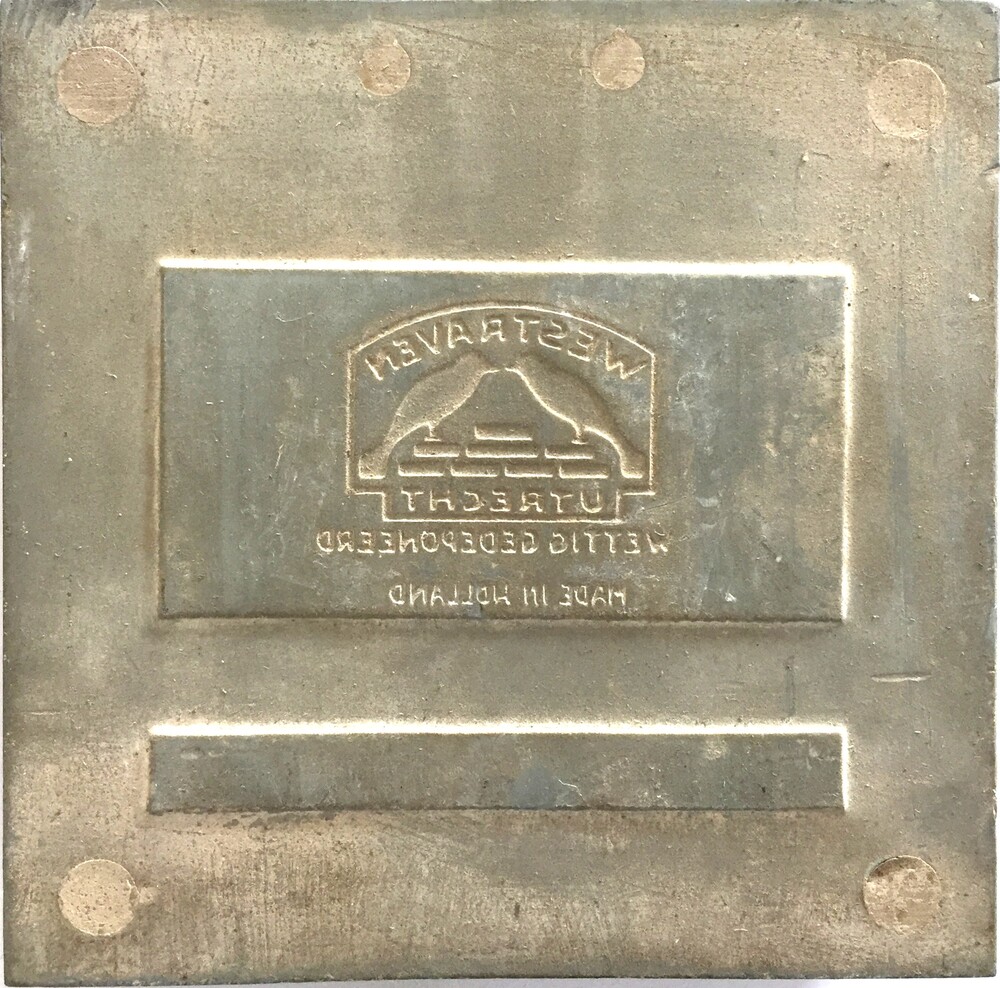 WESTRAVEN
UTRECHT
WETTIG GEDEPONEERD
MADE IN HOLLAND